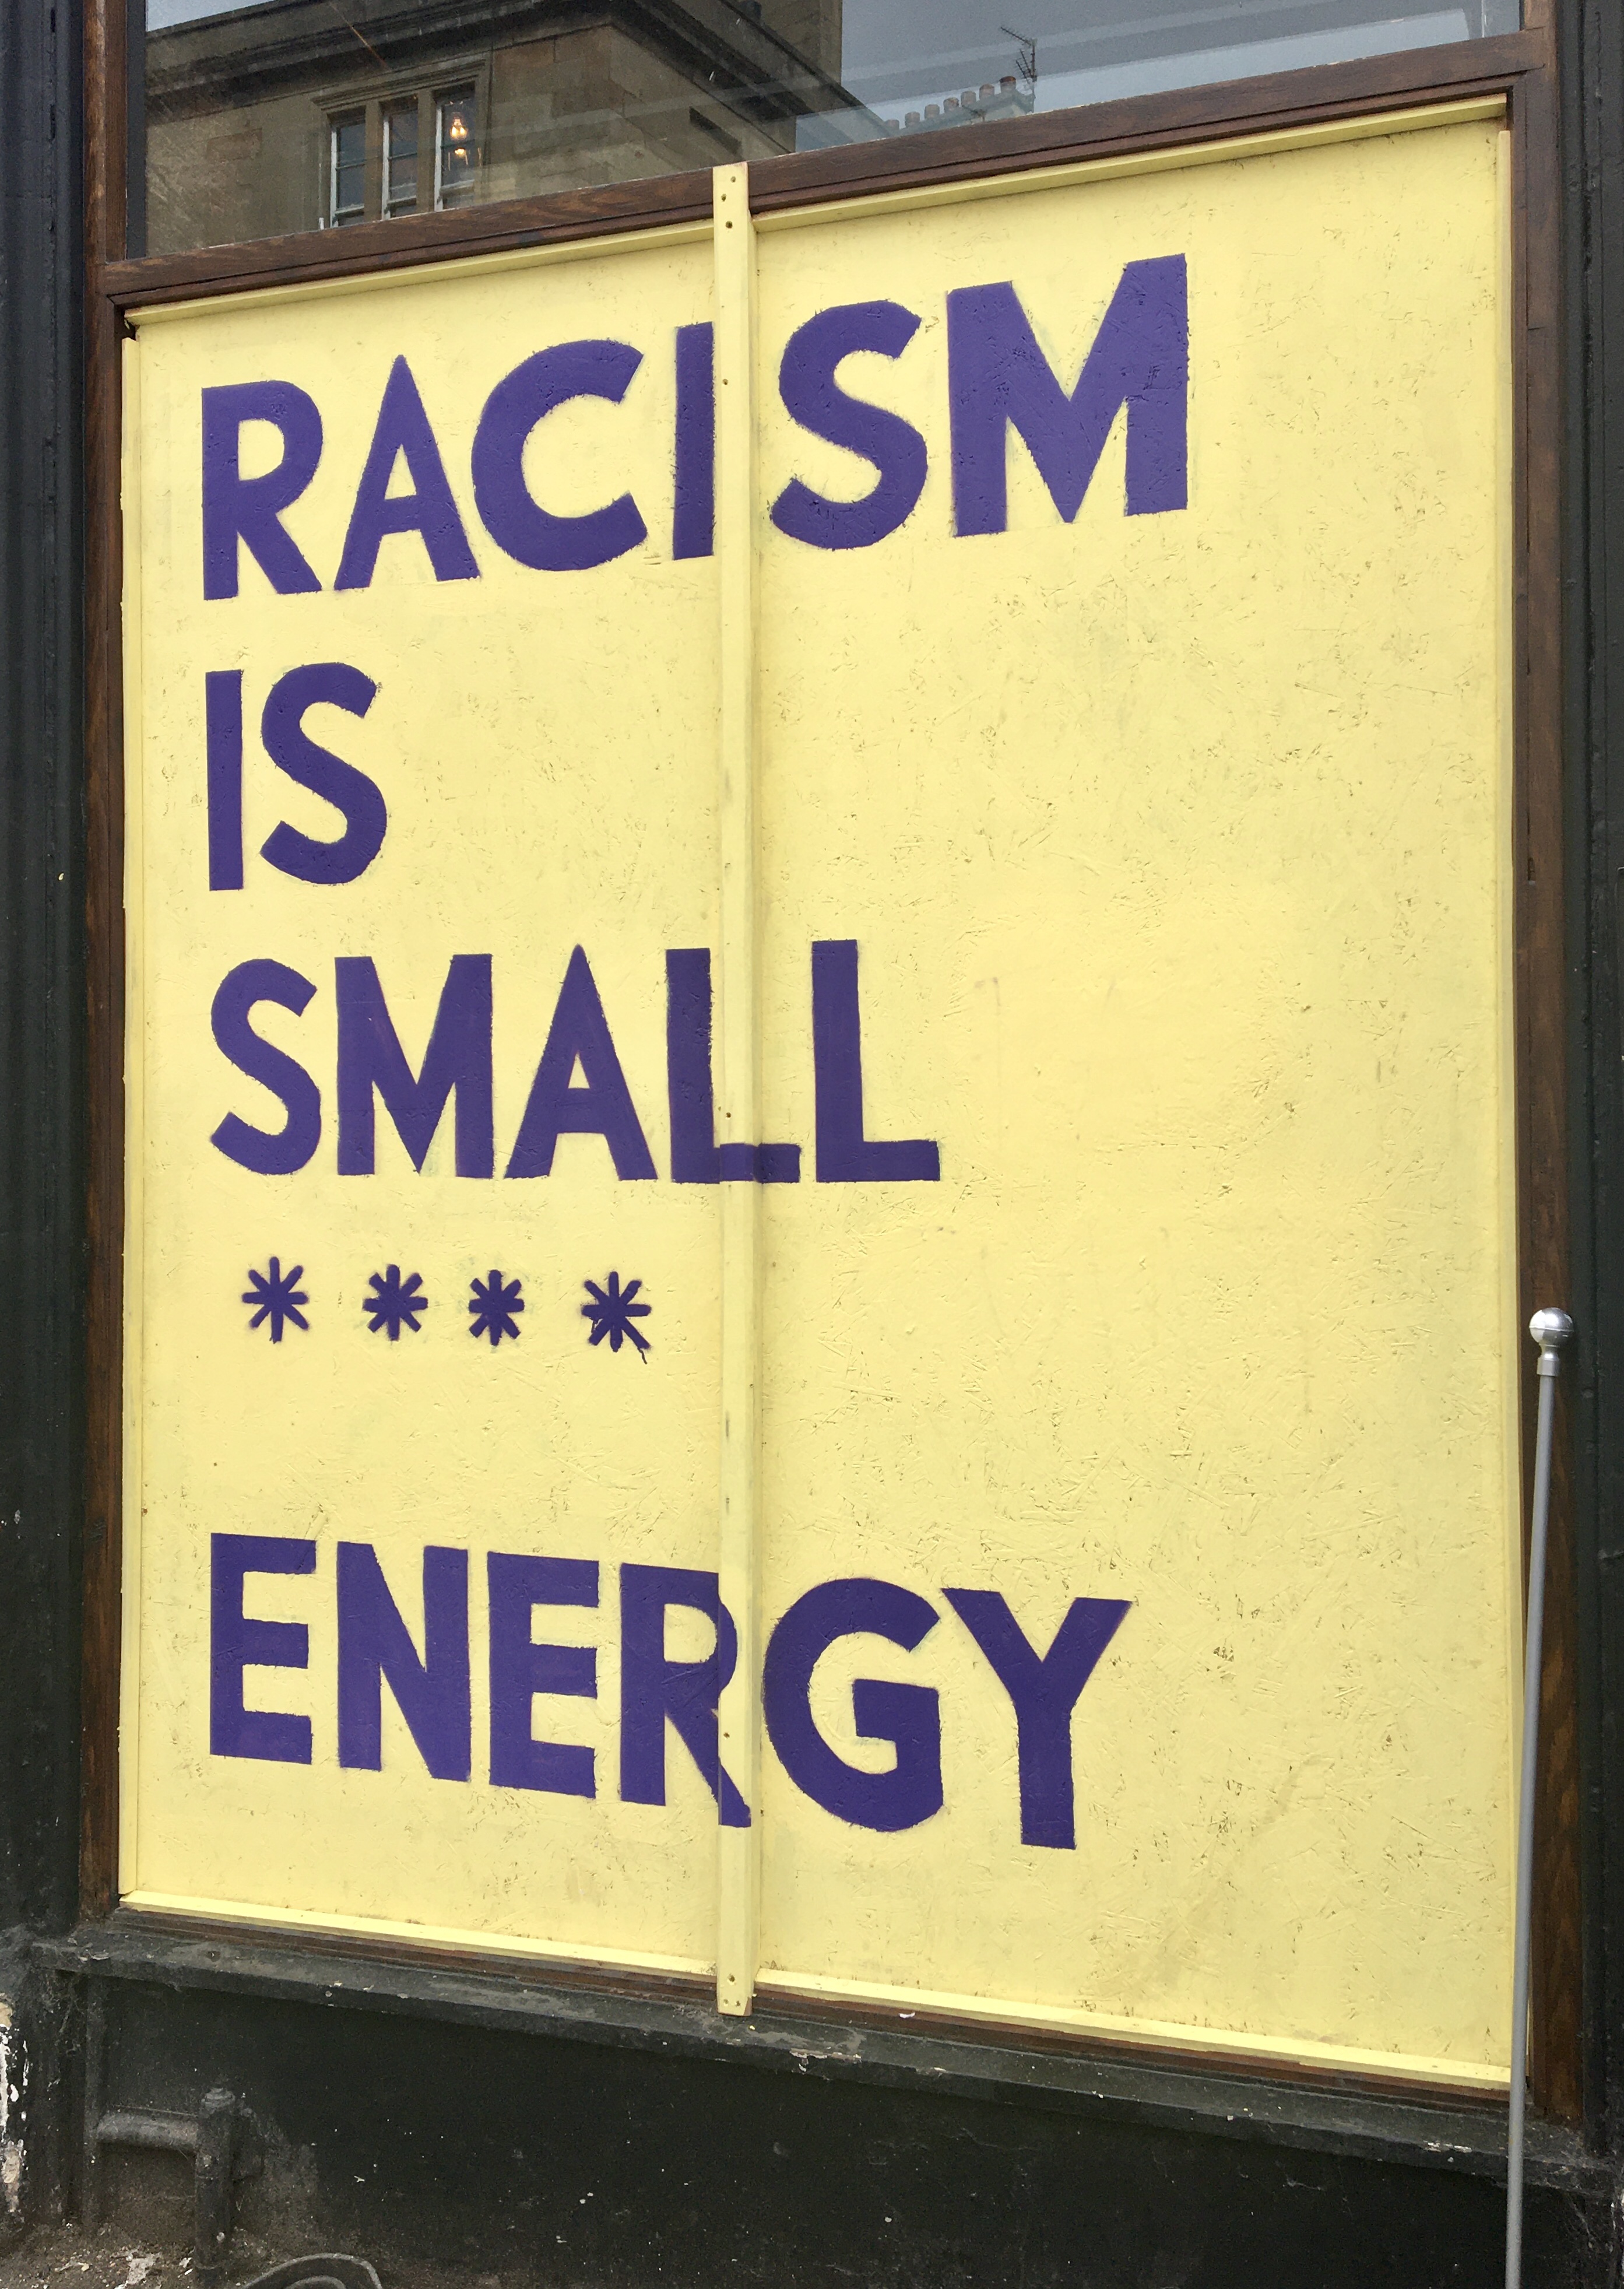 RACISM
IS
SMALL
****
ENERGY